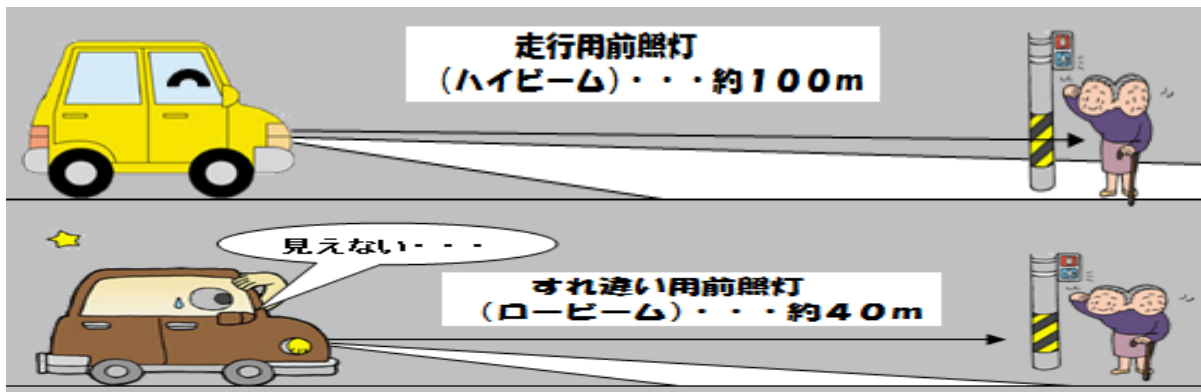 走行用前照灯
(ハイビーム)・・・約100m
見えない・・・
すれ違い用前照灯
(ロービーム)・・・約40m